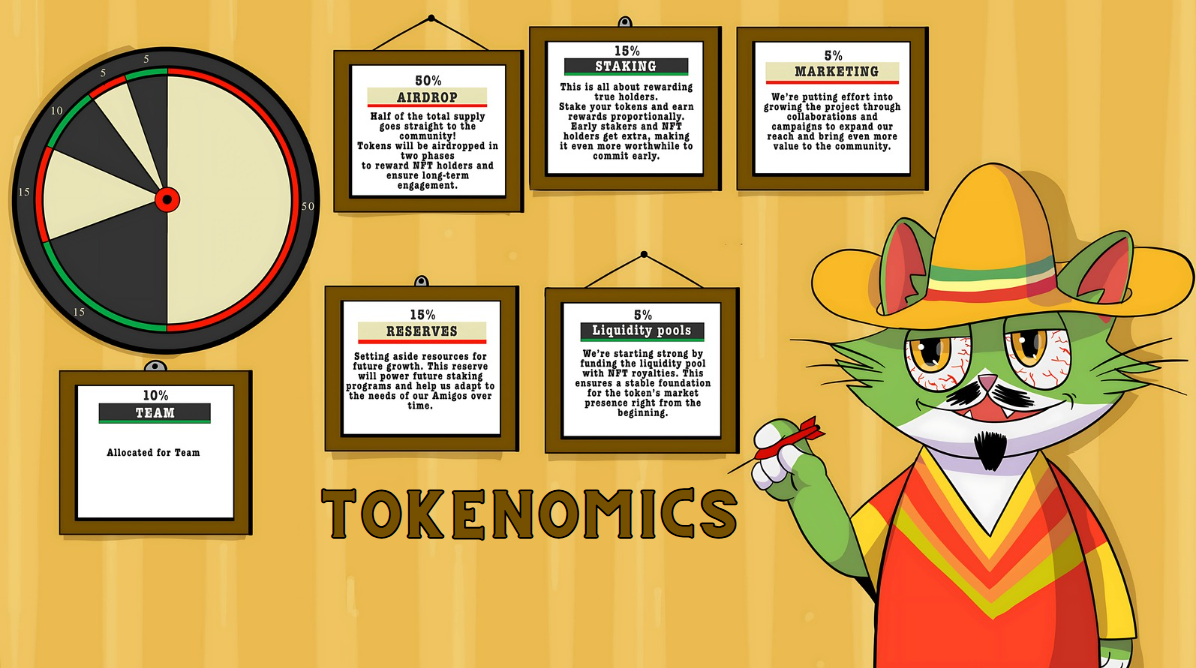 5
5
10
15
15
50
50%
AIRDROP
Half of the total supply
goes straight to the
community!
Tokens will be airdropped in
two phases
to reward NFT holders and
ensure long-term
engagement.
15%
STAKING
This is all about rewarding
true holders.
Stake your tokens and earn
rewards proportionally.
Early stakers and NFT
holders get extra, making
it even more worthwhile to
commit early.
5%
MARKETING
We're putting effort into
growing the project through
collaborations and
campaigns to expand our
reach and bring even more
value to the community.
15%
RESERVES
Setting aside resources for
future growth. This reserve
will power future staking
programs and help us adapt to
the needs of our Amigos over
time.
5%
Liquidity pools
We're starting strong by
funding the liquidity pool
with NFT royalties. This
ensures a stable foundation
for the token's market
presence right from the
beginning.
10%
TEAM
Allocated for Team
TOKENOMICS